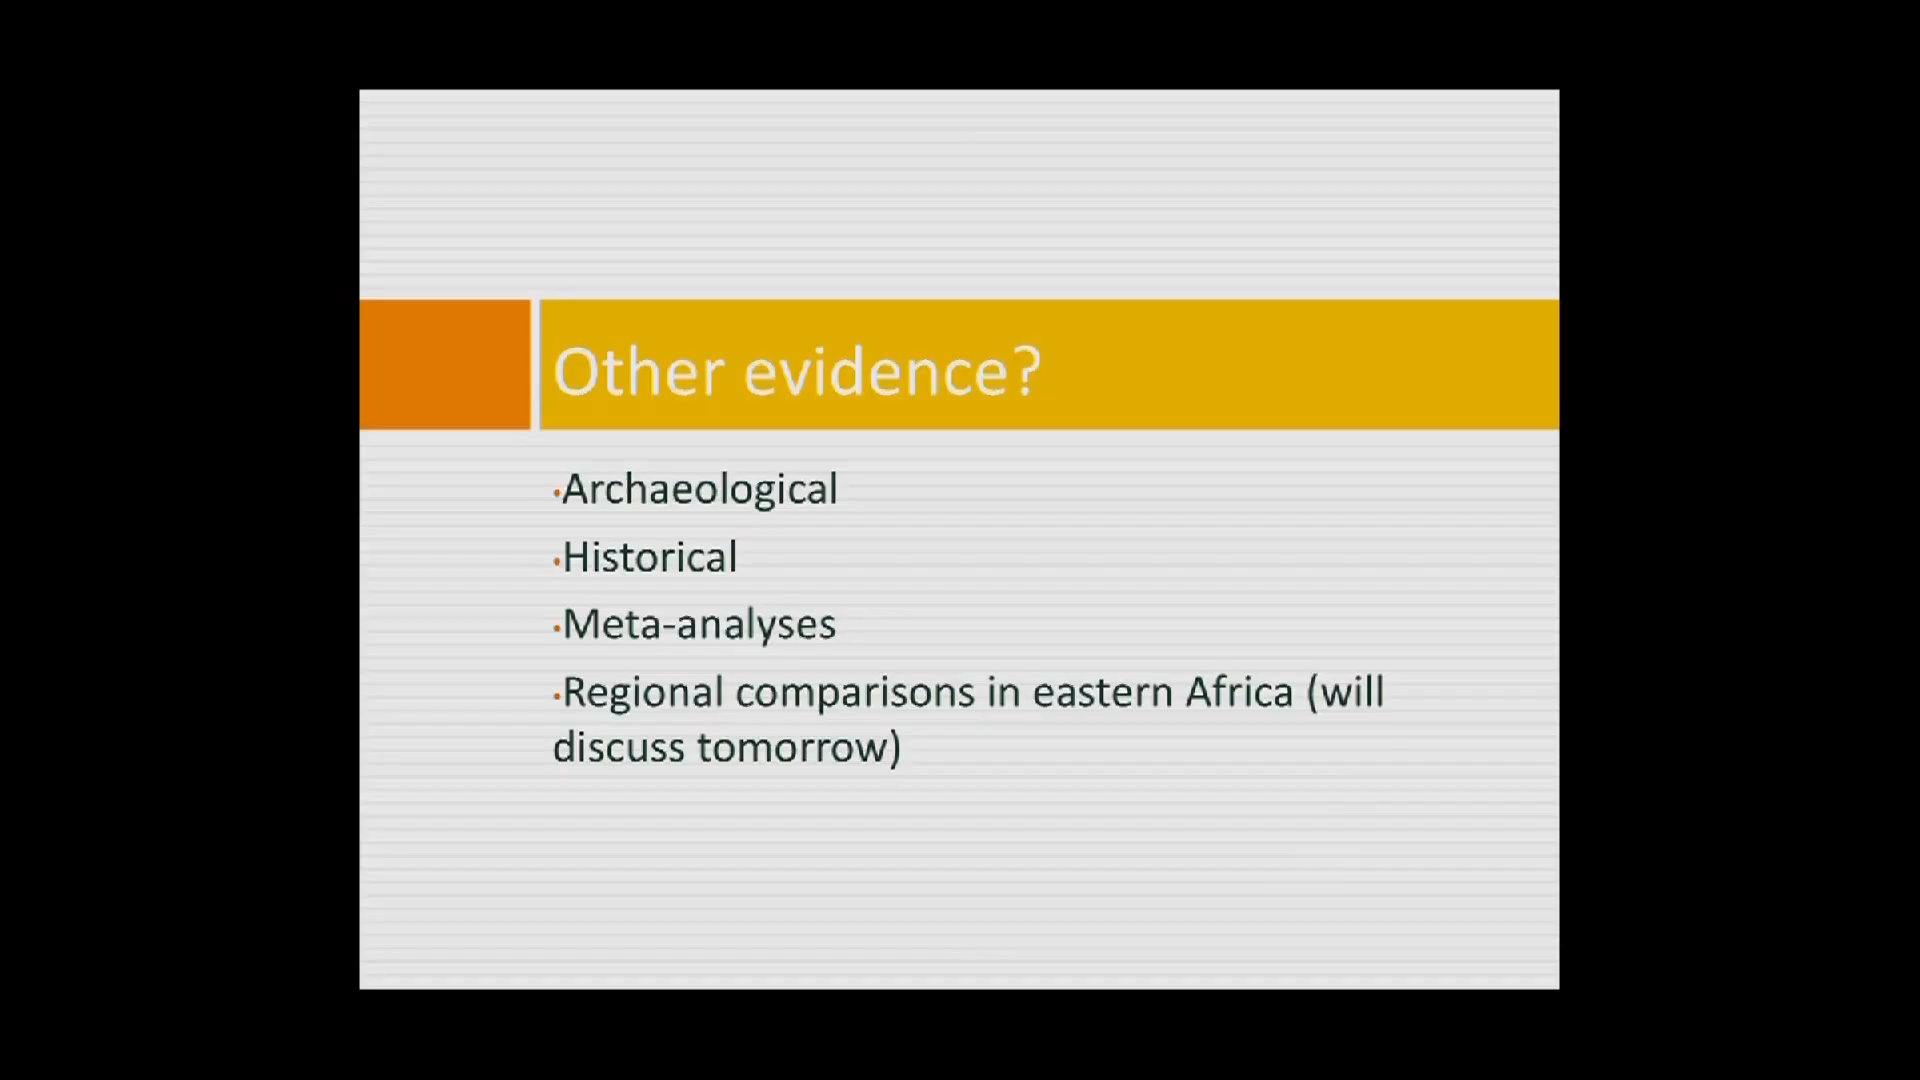 Other evidence?
•Archaeological
•Historical
•Meta-analyses
•Regional comparisons in eastern Africa (will
discuss tomorrow)